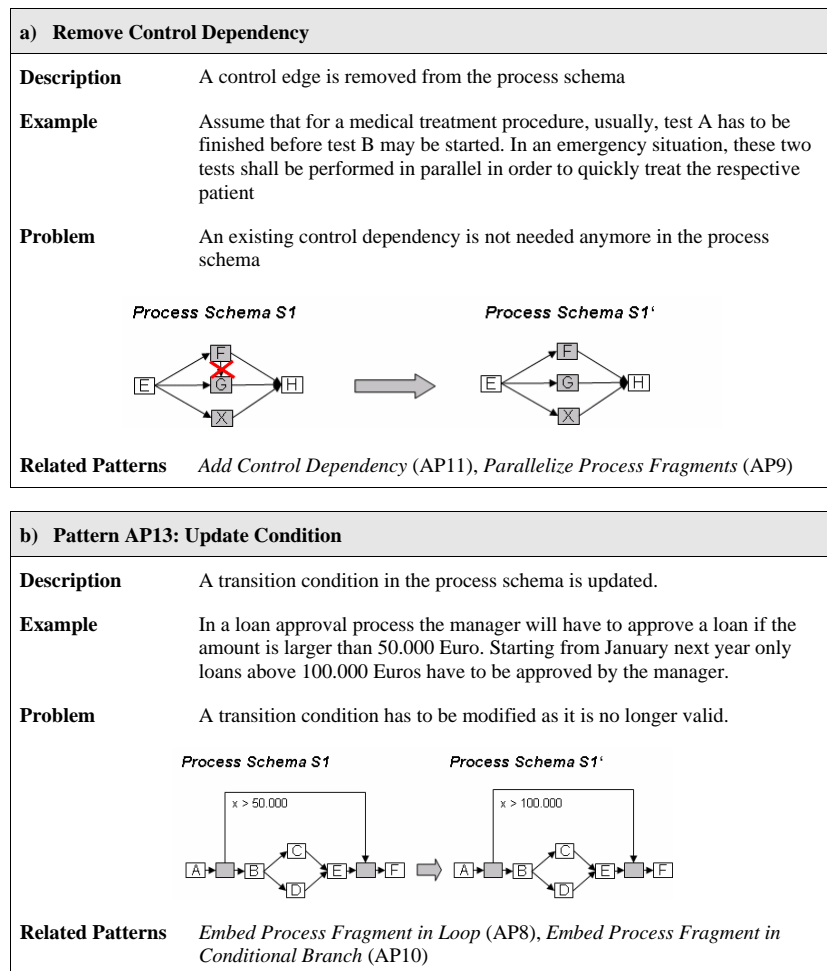 a) Remove Control Dependency
Description A control edge is removed from the process schema
Example Assume that for a medical treatment procedure, usually, test A has to be
finished before test B may be started. In an emergency situation, these two
tests shall be performed in parallel in order to quickly treat the respective
patient
Problem An existing control dependency is not needed anymore in the process
schema
Process Schema S1 Process Schema S1‘
F F
E G H E G H
X X
Related Patterns Add Control Dependency (AP11), Parallelize Process Fragments (AP9)
b) Pattern AP13: Update Condition
Description A transition condition in the process schema is updated.
Example In a loan approval process the manager will have to approve a loan if the
amount is larger than 50.000 Euro. Starting from January next year only
loans above 100.000 Euros have to be approved by the manager.
Problem A transition condition has to be modified as it is no longer valid.
Process Schema S1 Process Schema S1‘
x > 50.000 x > 100.000
C C
A B E F A B E F
D D
Related Patterns Embed Process Fragment in Loop (AP8), Embed Process Fragment in
Conditional Branch (AP10)